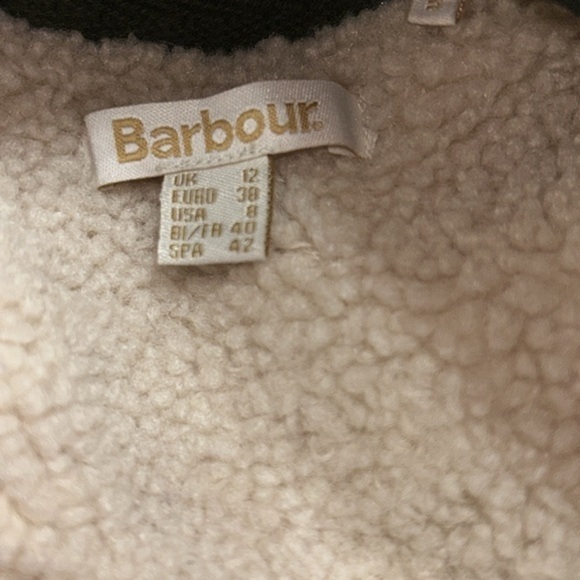 Barbour.
UK 12
EURO 38
USA 8
BI/FR 40
SPA 42